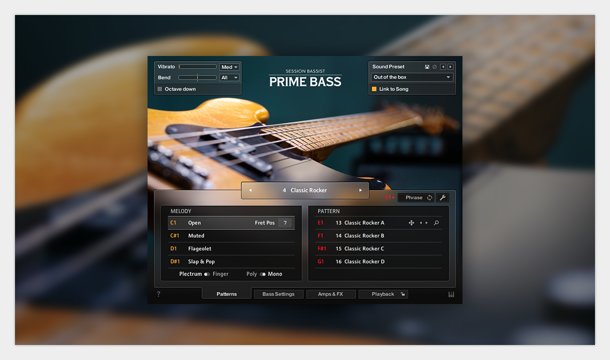 Vibrato Med
Bend All
Octave down
SESSION BASSIST
PRIME BASS
Sound Preset
Out of the box
Link to Song
4 Classic Rocker
Phrase
MELODY
C1 Open Fret Pos ?
C#1 Muted
D1 Flageolet
D#1 Slap & Pop
Plectrum Finger Poly Mono
PATTERN
E1 13 Classic Rocker A
F1 14 Classic Rocker B
F#1 15 Classic Rocker C
G1 16 Classic Rocker D
? Patterns Bass Settings Amps & FX Playback